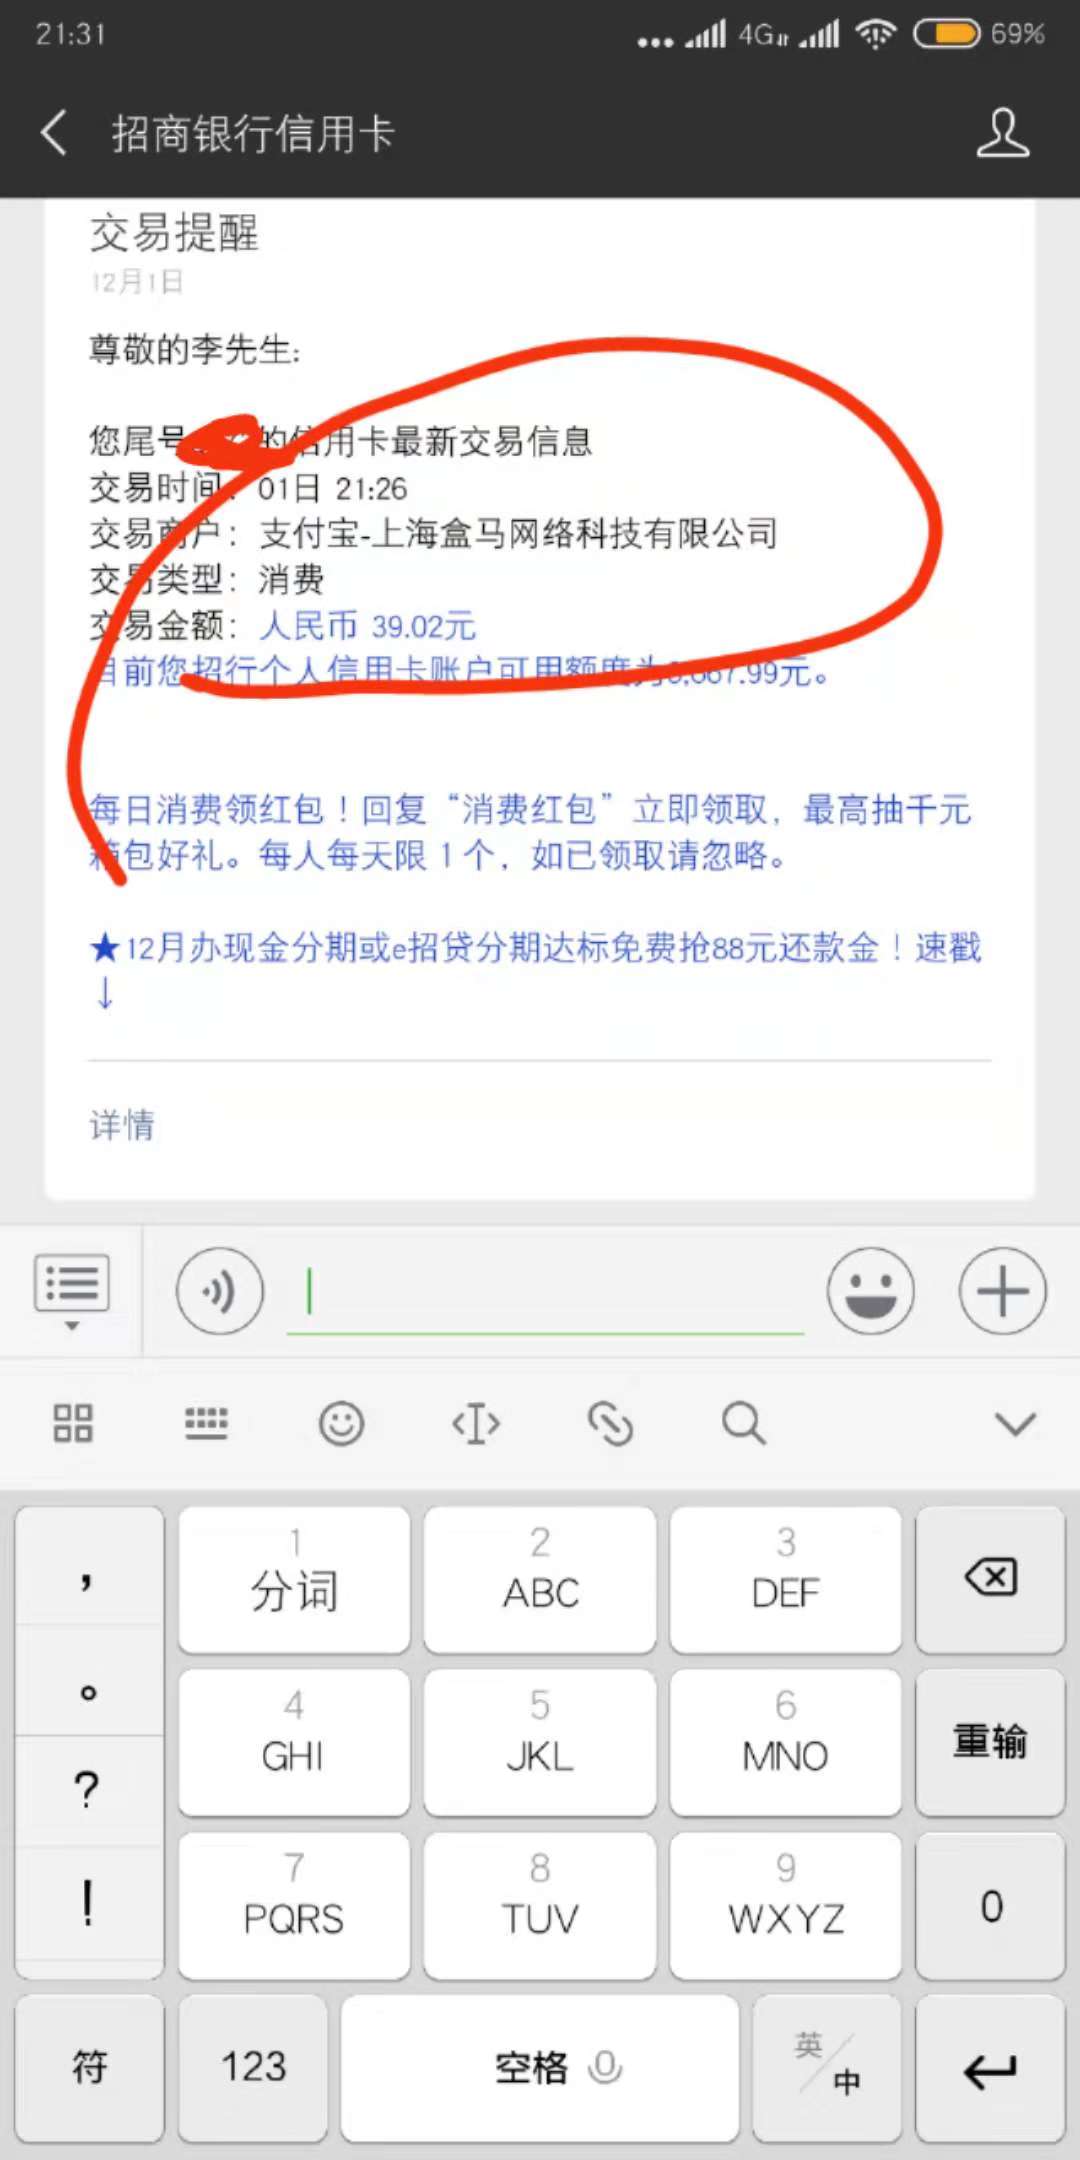 21:31
4G
69%
招商银行信用卡
交易提醒
12月1日
尊敬的李先生:
您尾号的信用卡最新交易信息
交易时间: 01日 21:26
交易商户: 支付宝-上海盒马网络科技有限公司
交易类型: 消费
交易金额: 人民币 39.02元
目前您招行个人信用卡账户可用额度为7.99元。
每日消费领红包！回复“消费红包”立即领取，最高抽千元
箱包好礼。每人每天限1个，如已领取请忽略。
★12月办现金分期或e招贷分期达标免费抢88元还款金！速戳
↓
详情
，
1
分词
2
ABC
3
DEF
。
4
GHI
5
JKL
6
MNO
重输
?
7
PQRS
8
TUV
9
WXYZ
0
!
符
123
空格
英/中